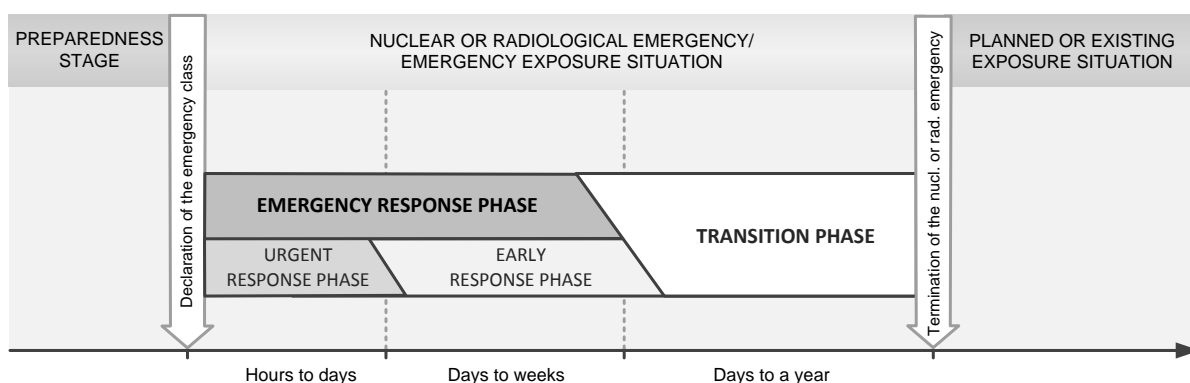 PREPAREDNESS
STAGE
Declaration of the emergency class
NUCLEAR OR RADIOLOGICAL EMERGENCY/
EMERGENCY EXPOSURE SITUATION
Termination of the nucl. or rad. emergency
PLANNED OR EXISTING
EXPOSURE SITUATION
EMERGENCY RESPONSE PHASE
URGENT
RESPONSE PHASE
EARLY
RESPONSE PHASE
TRANSITION PHASE
Hours to days
Days to weeks
Days to a year